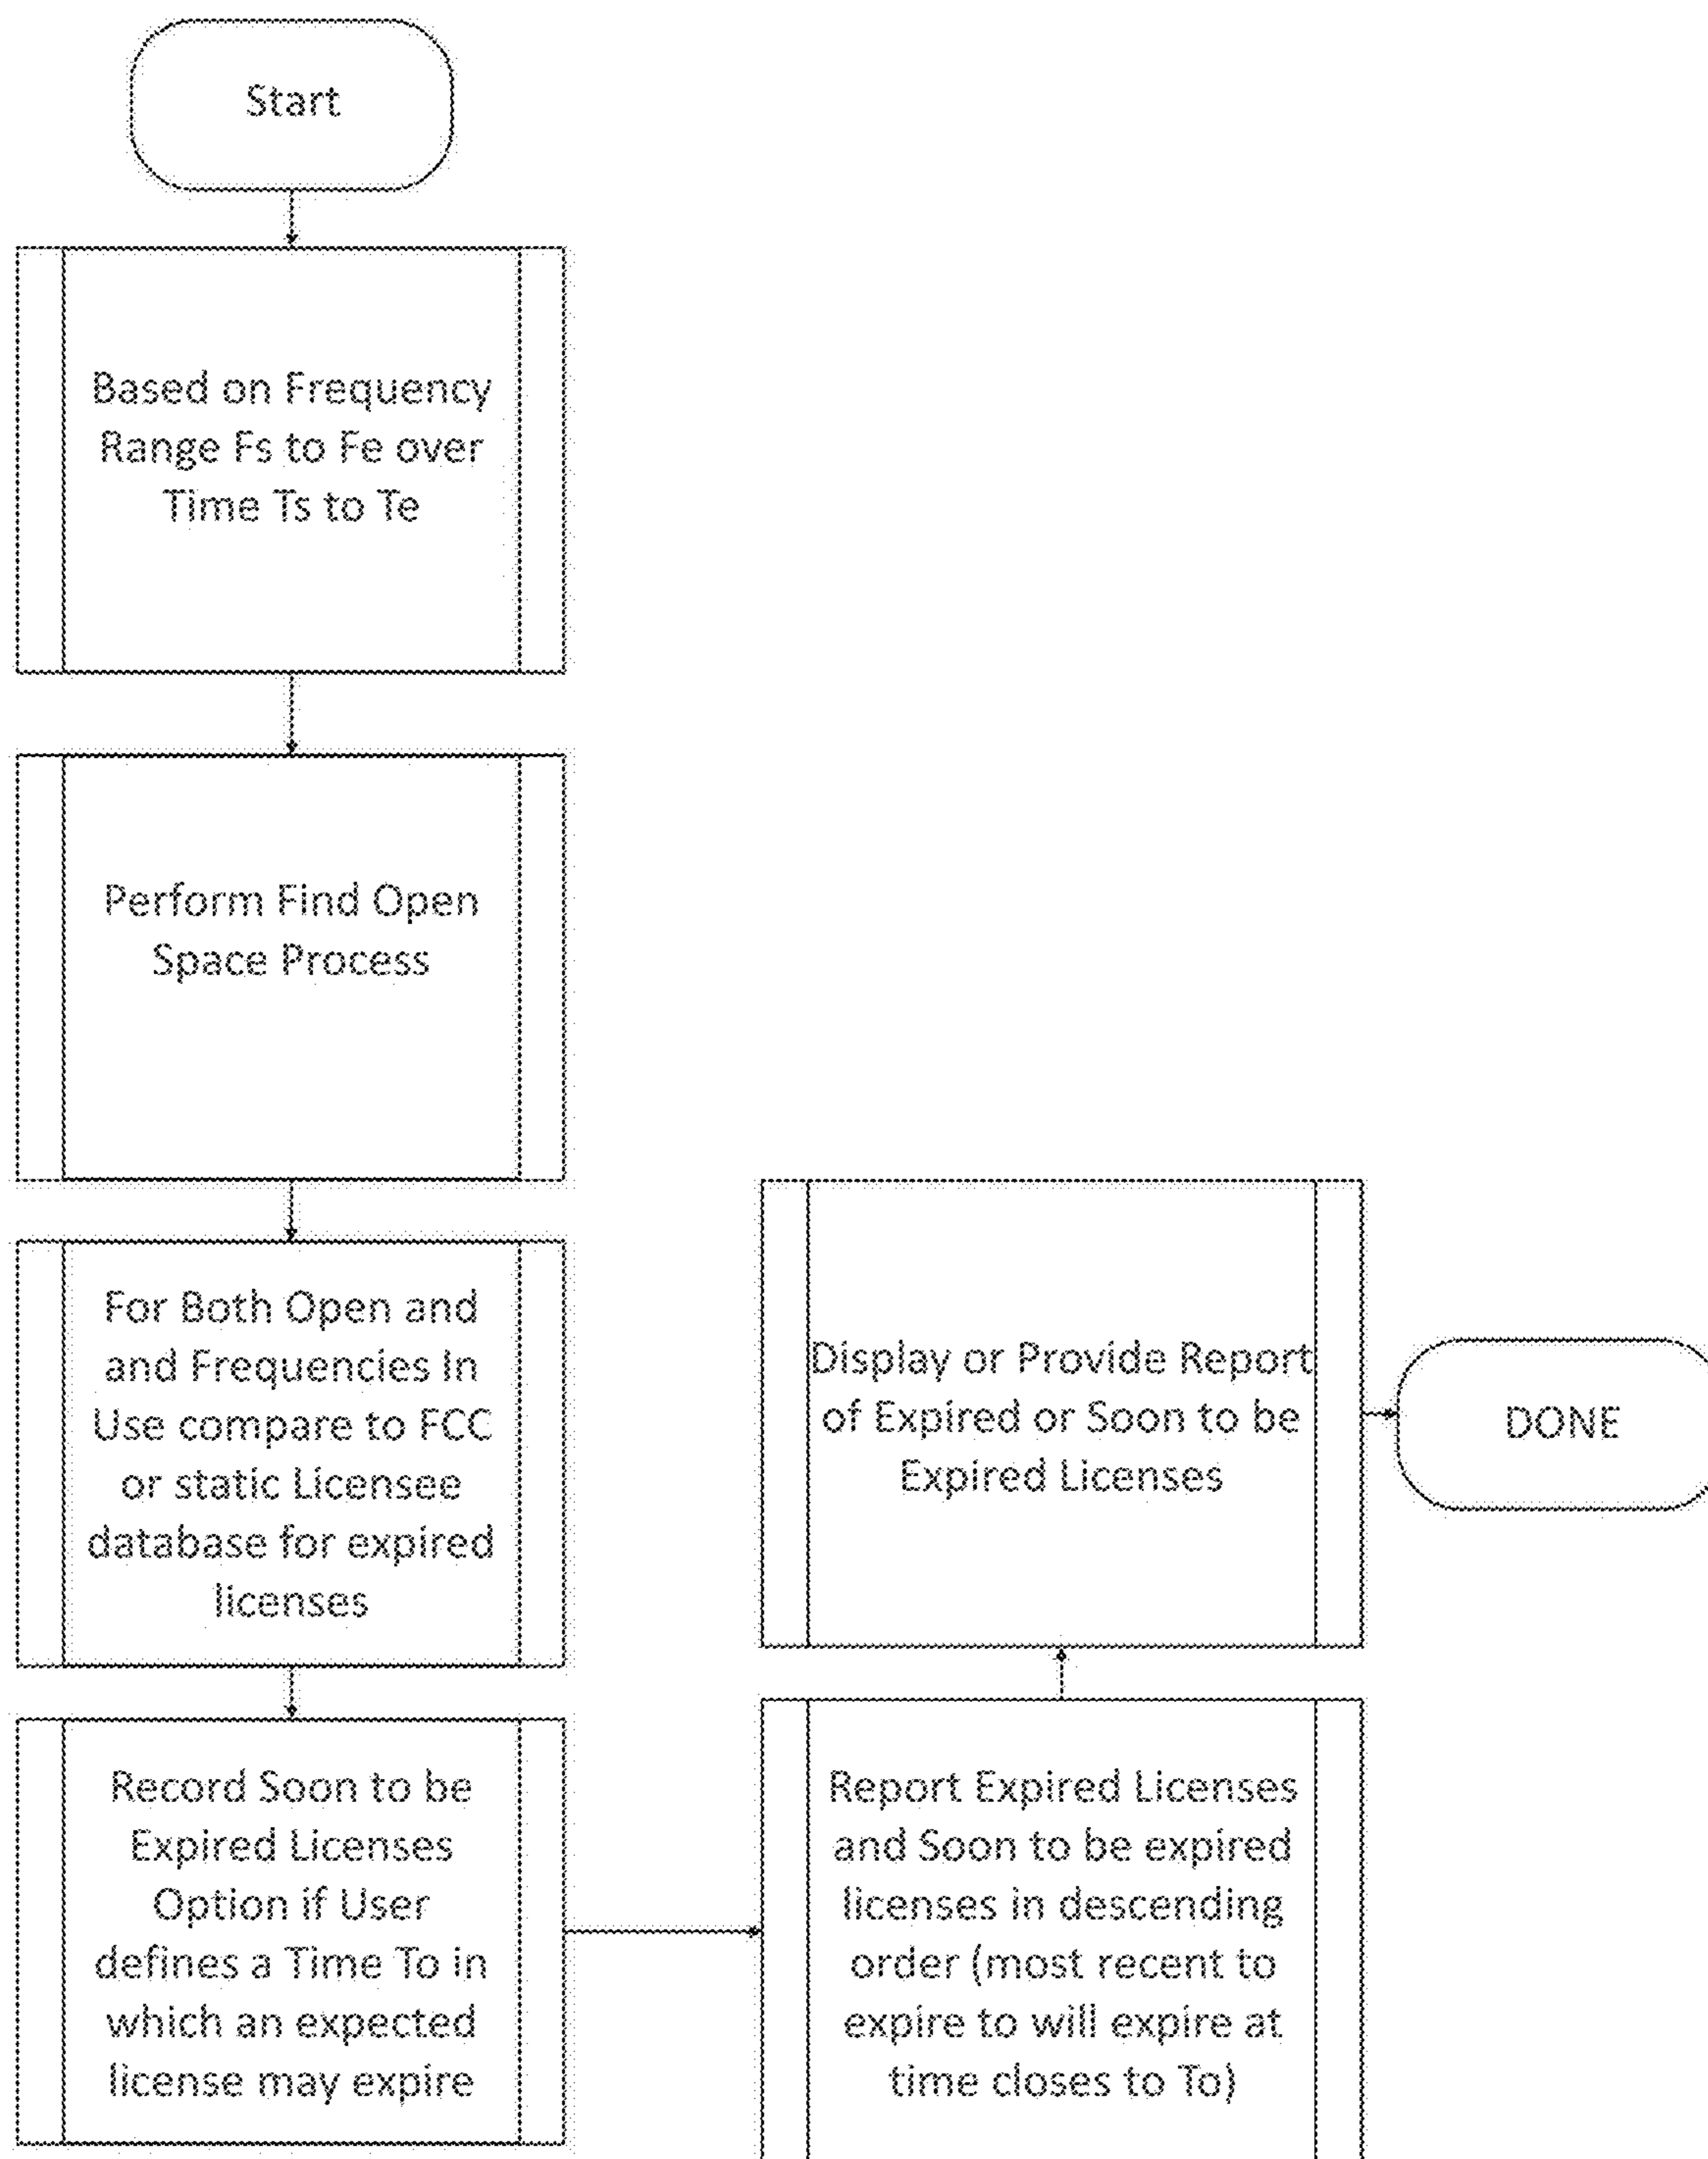 Start
Based on Frequency
Range Fs to Fe over
Time Ts to Te
Perform Find Open
Space Process
For Both Open and
and Frequencies In
Use compare to FCC
or static Licensee
database for expired
licenses
Record Soon to be
Expired Licenses
Option if User
defines a Time To in
which an expected
license may expire
Report Expired Licenses
and Soon to be expired
licenses in descending
order (most recent to
expire to will expire at
time closes to To)
Display or Provide Report
of Expired or Soon to be
Expired Licenses
DONE